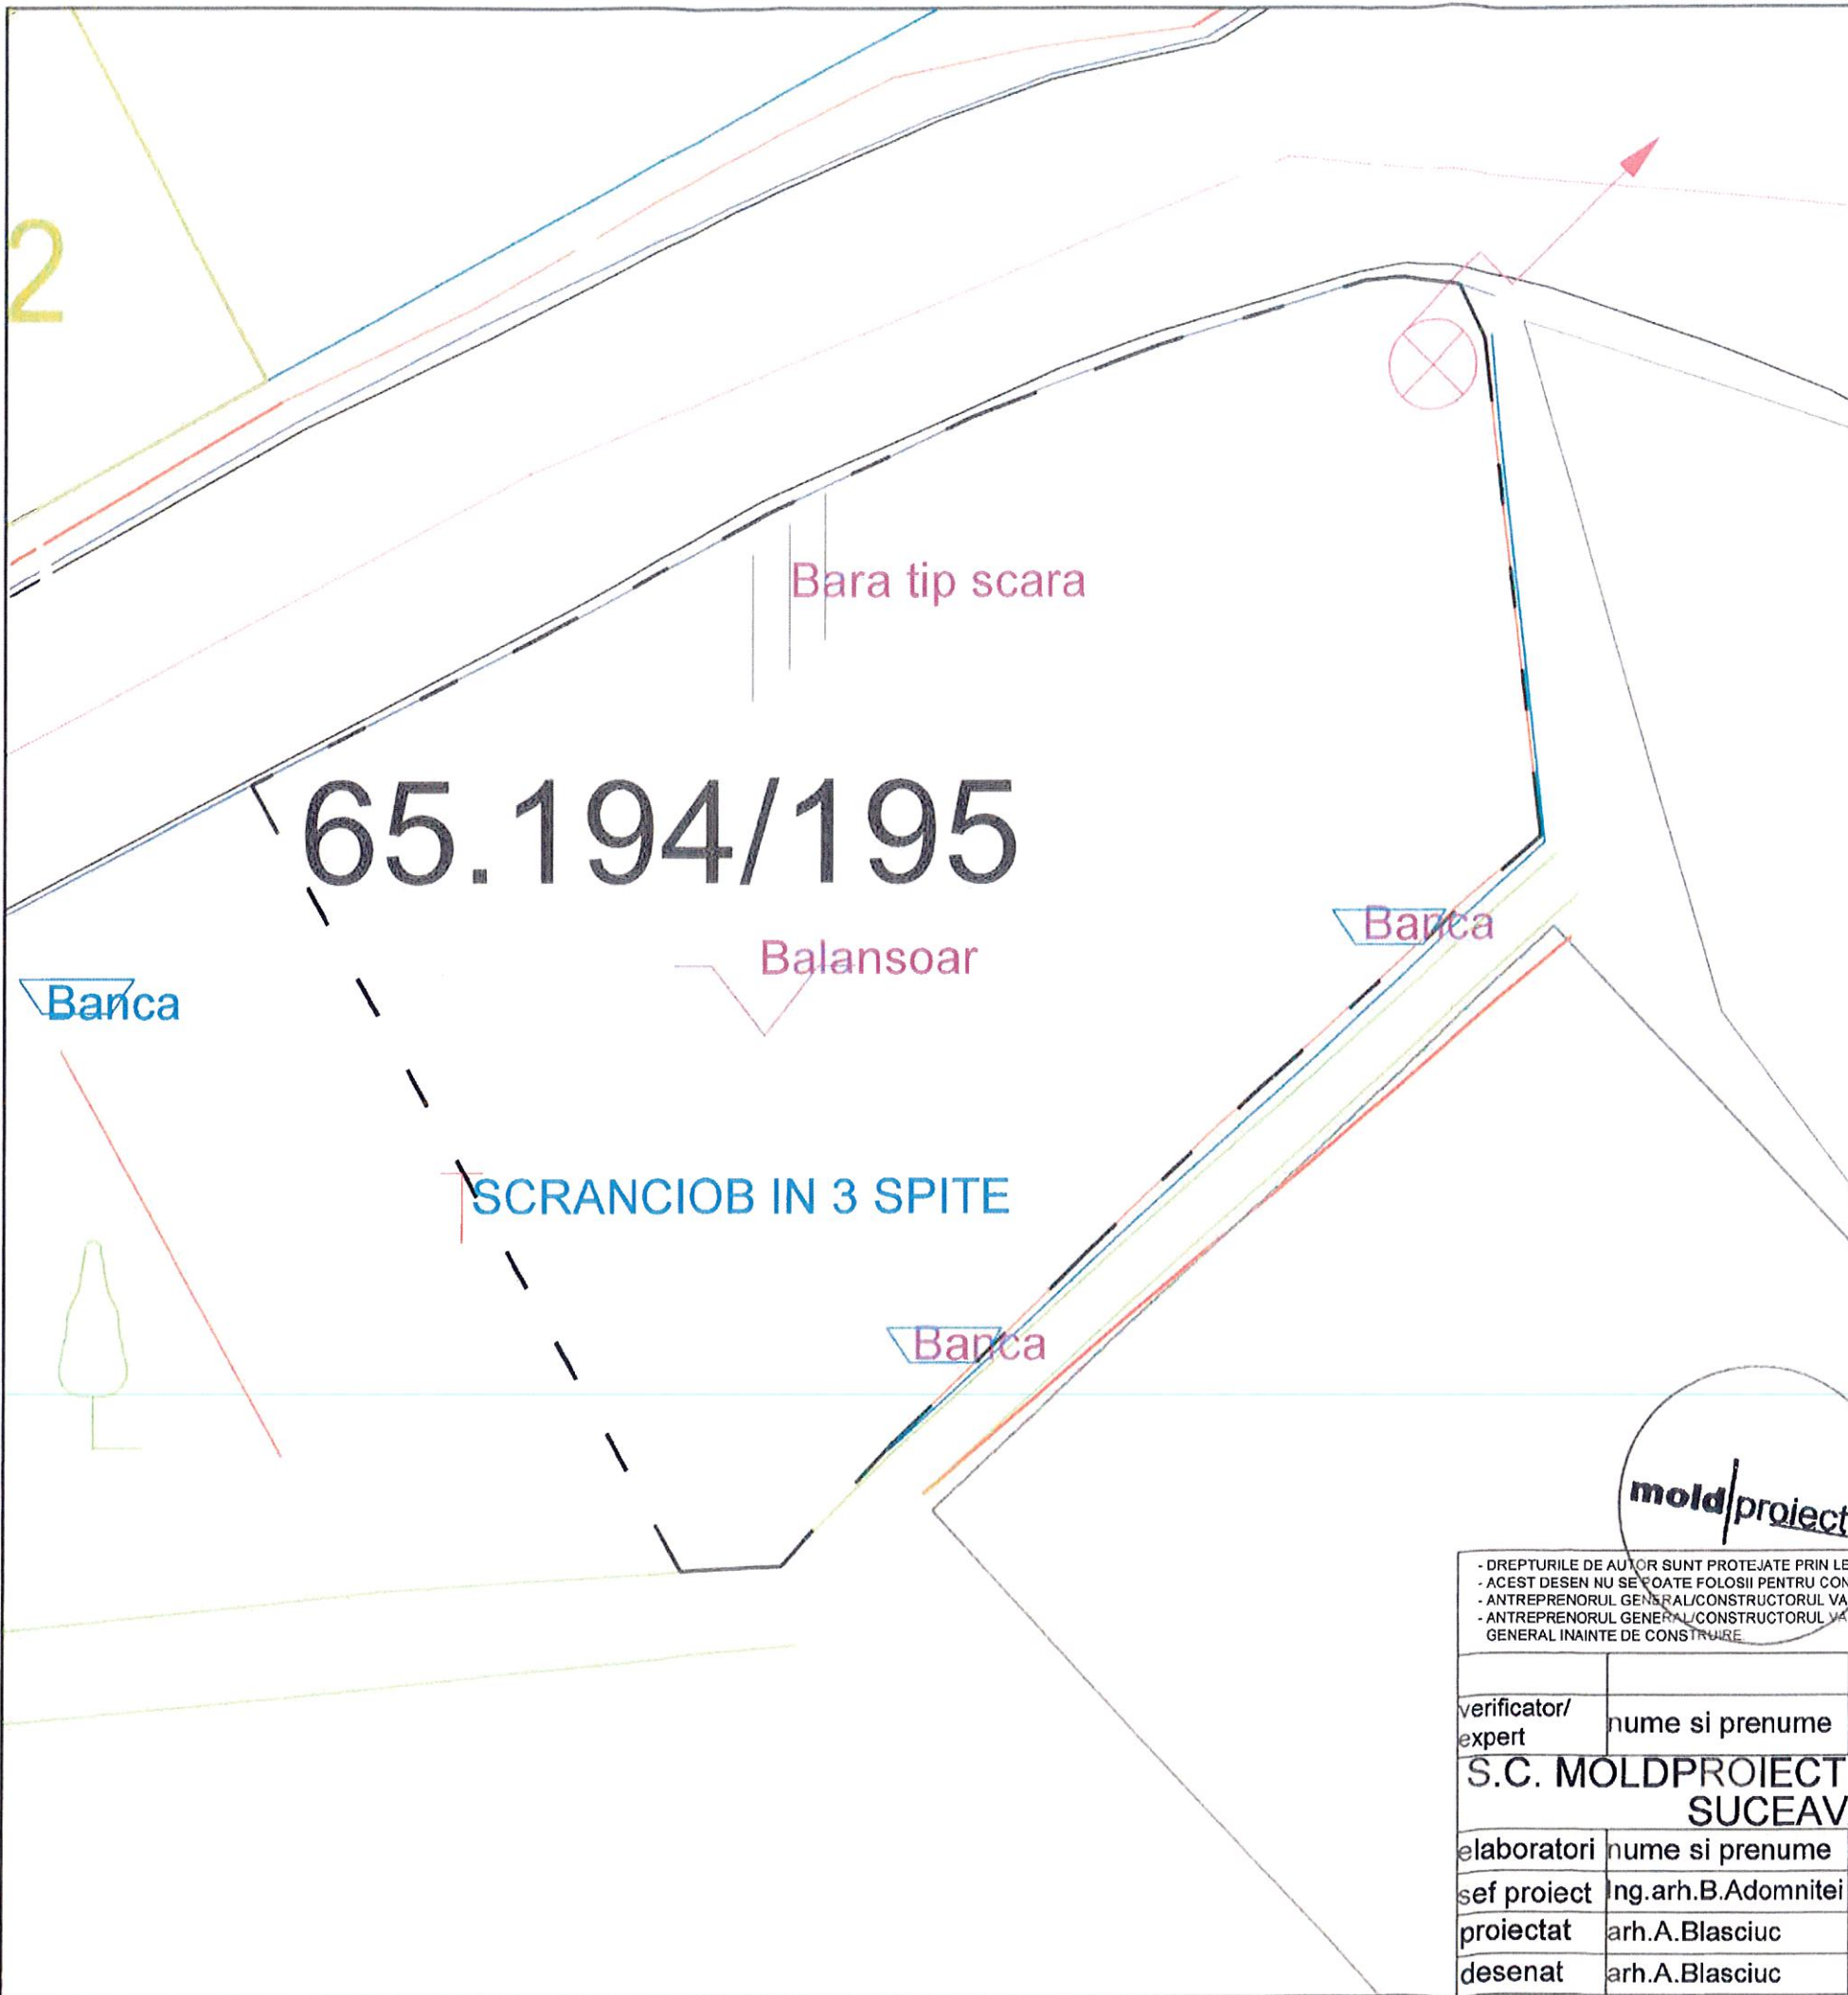 2
Bara tip scara
65.194/195
Banca
Balansoar
Banca
SCRANCIOB IN 3 SPITE
Banca
mold proiect
- DREPTURILE DE AUTOR SUNT PROTEJATE PRIN LE
- ACEST DESEN NU SE POATE FOLOSII PENTRU CON
- ANTREPRENORUL GENERAL/CONSTRUCTORUL VA
- ANTREPRENORUL GENERAL/CONSTRUCTORUL VA
GENERAL INAINTE DE CONSTRUIRE.
verificator/
expert nume si prenume
S.C. MOLDPROIECT
SUCEAV
elaboratori nume si prenume
sef proiect Ing.arh.B.Adomnitei
proiectat arh.A.Blasciuc
desenat arh.A.Blasciuc